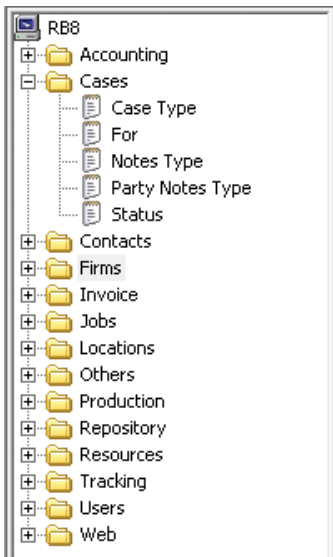 RB8
Accounting
Cases
Case Type
For
Notes Type
Party Notes Type
Status
Contacts
Firms
Invoice
Jobs
Locations
Others
Production
Repository
Resources
Tracking
Users
Web